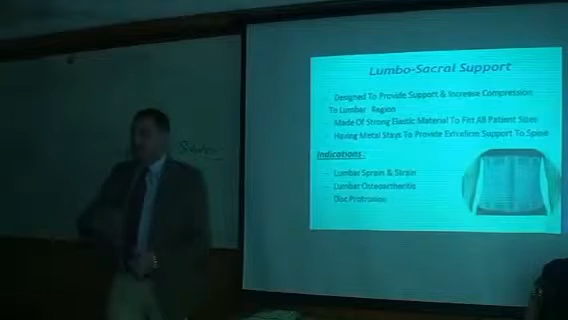 Lumbo-Sacral Support
- Designed To Provide Support & Increase Compression
To Lumbar Region
- Made Of Strong Elastic Material To Fit All Patient Sizes
- Having Metal Stays To Provide Extrafirm Support To Spine
Indications :
- Lumbar Sprain & Strain
- Lumbar Osteoarthritis
- Disc Protrusion